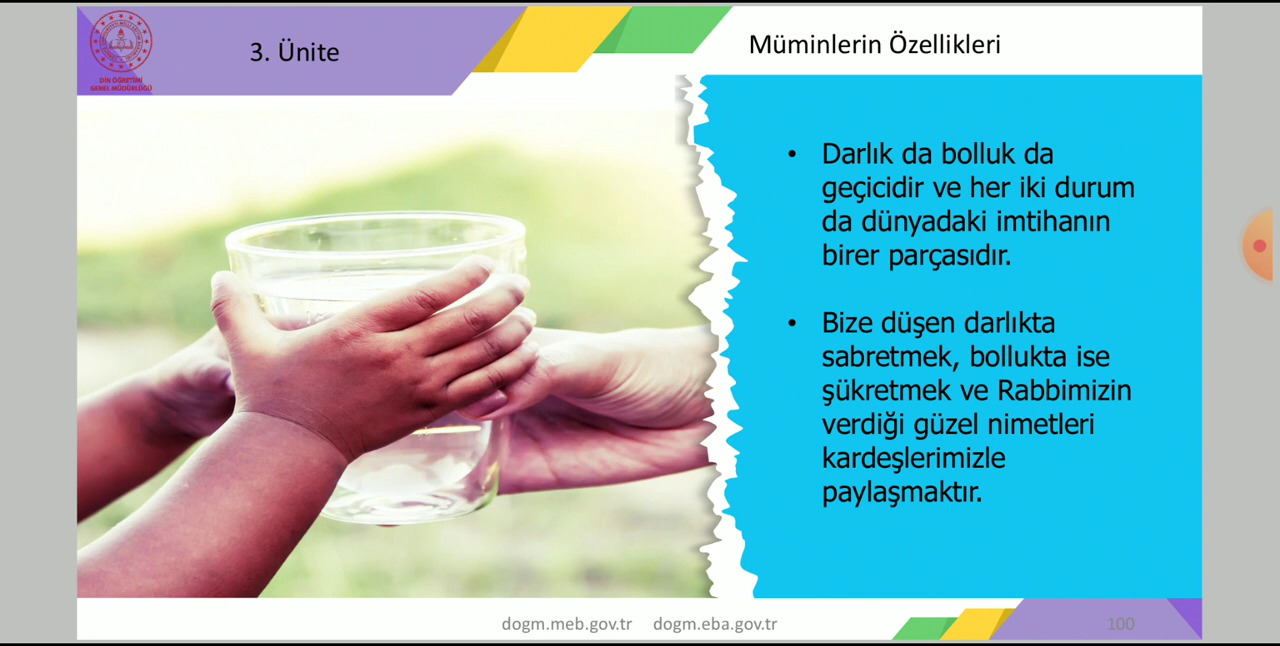 DİN ÖĞRETİMİ
GENEL MÜDÜRLÜĞÜ
3. Ünite
Müminlerin Özellikleri
• Darlık da bolluk da
geçicidir ve her iki durum
da dünyadaki imtihanın
birer parçasıdır.
• Bize düşen darlıkta
sabretmek, bollukta ise
şükretmek ve Rabbimizin
verdiği güzel nimetleri
kardeşlerimizle
paylaşmaktır.
dogm.meb.gov.tr dogm.eba.gov.tr
100